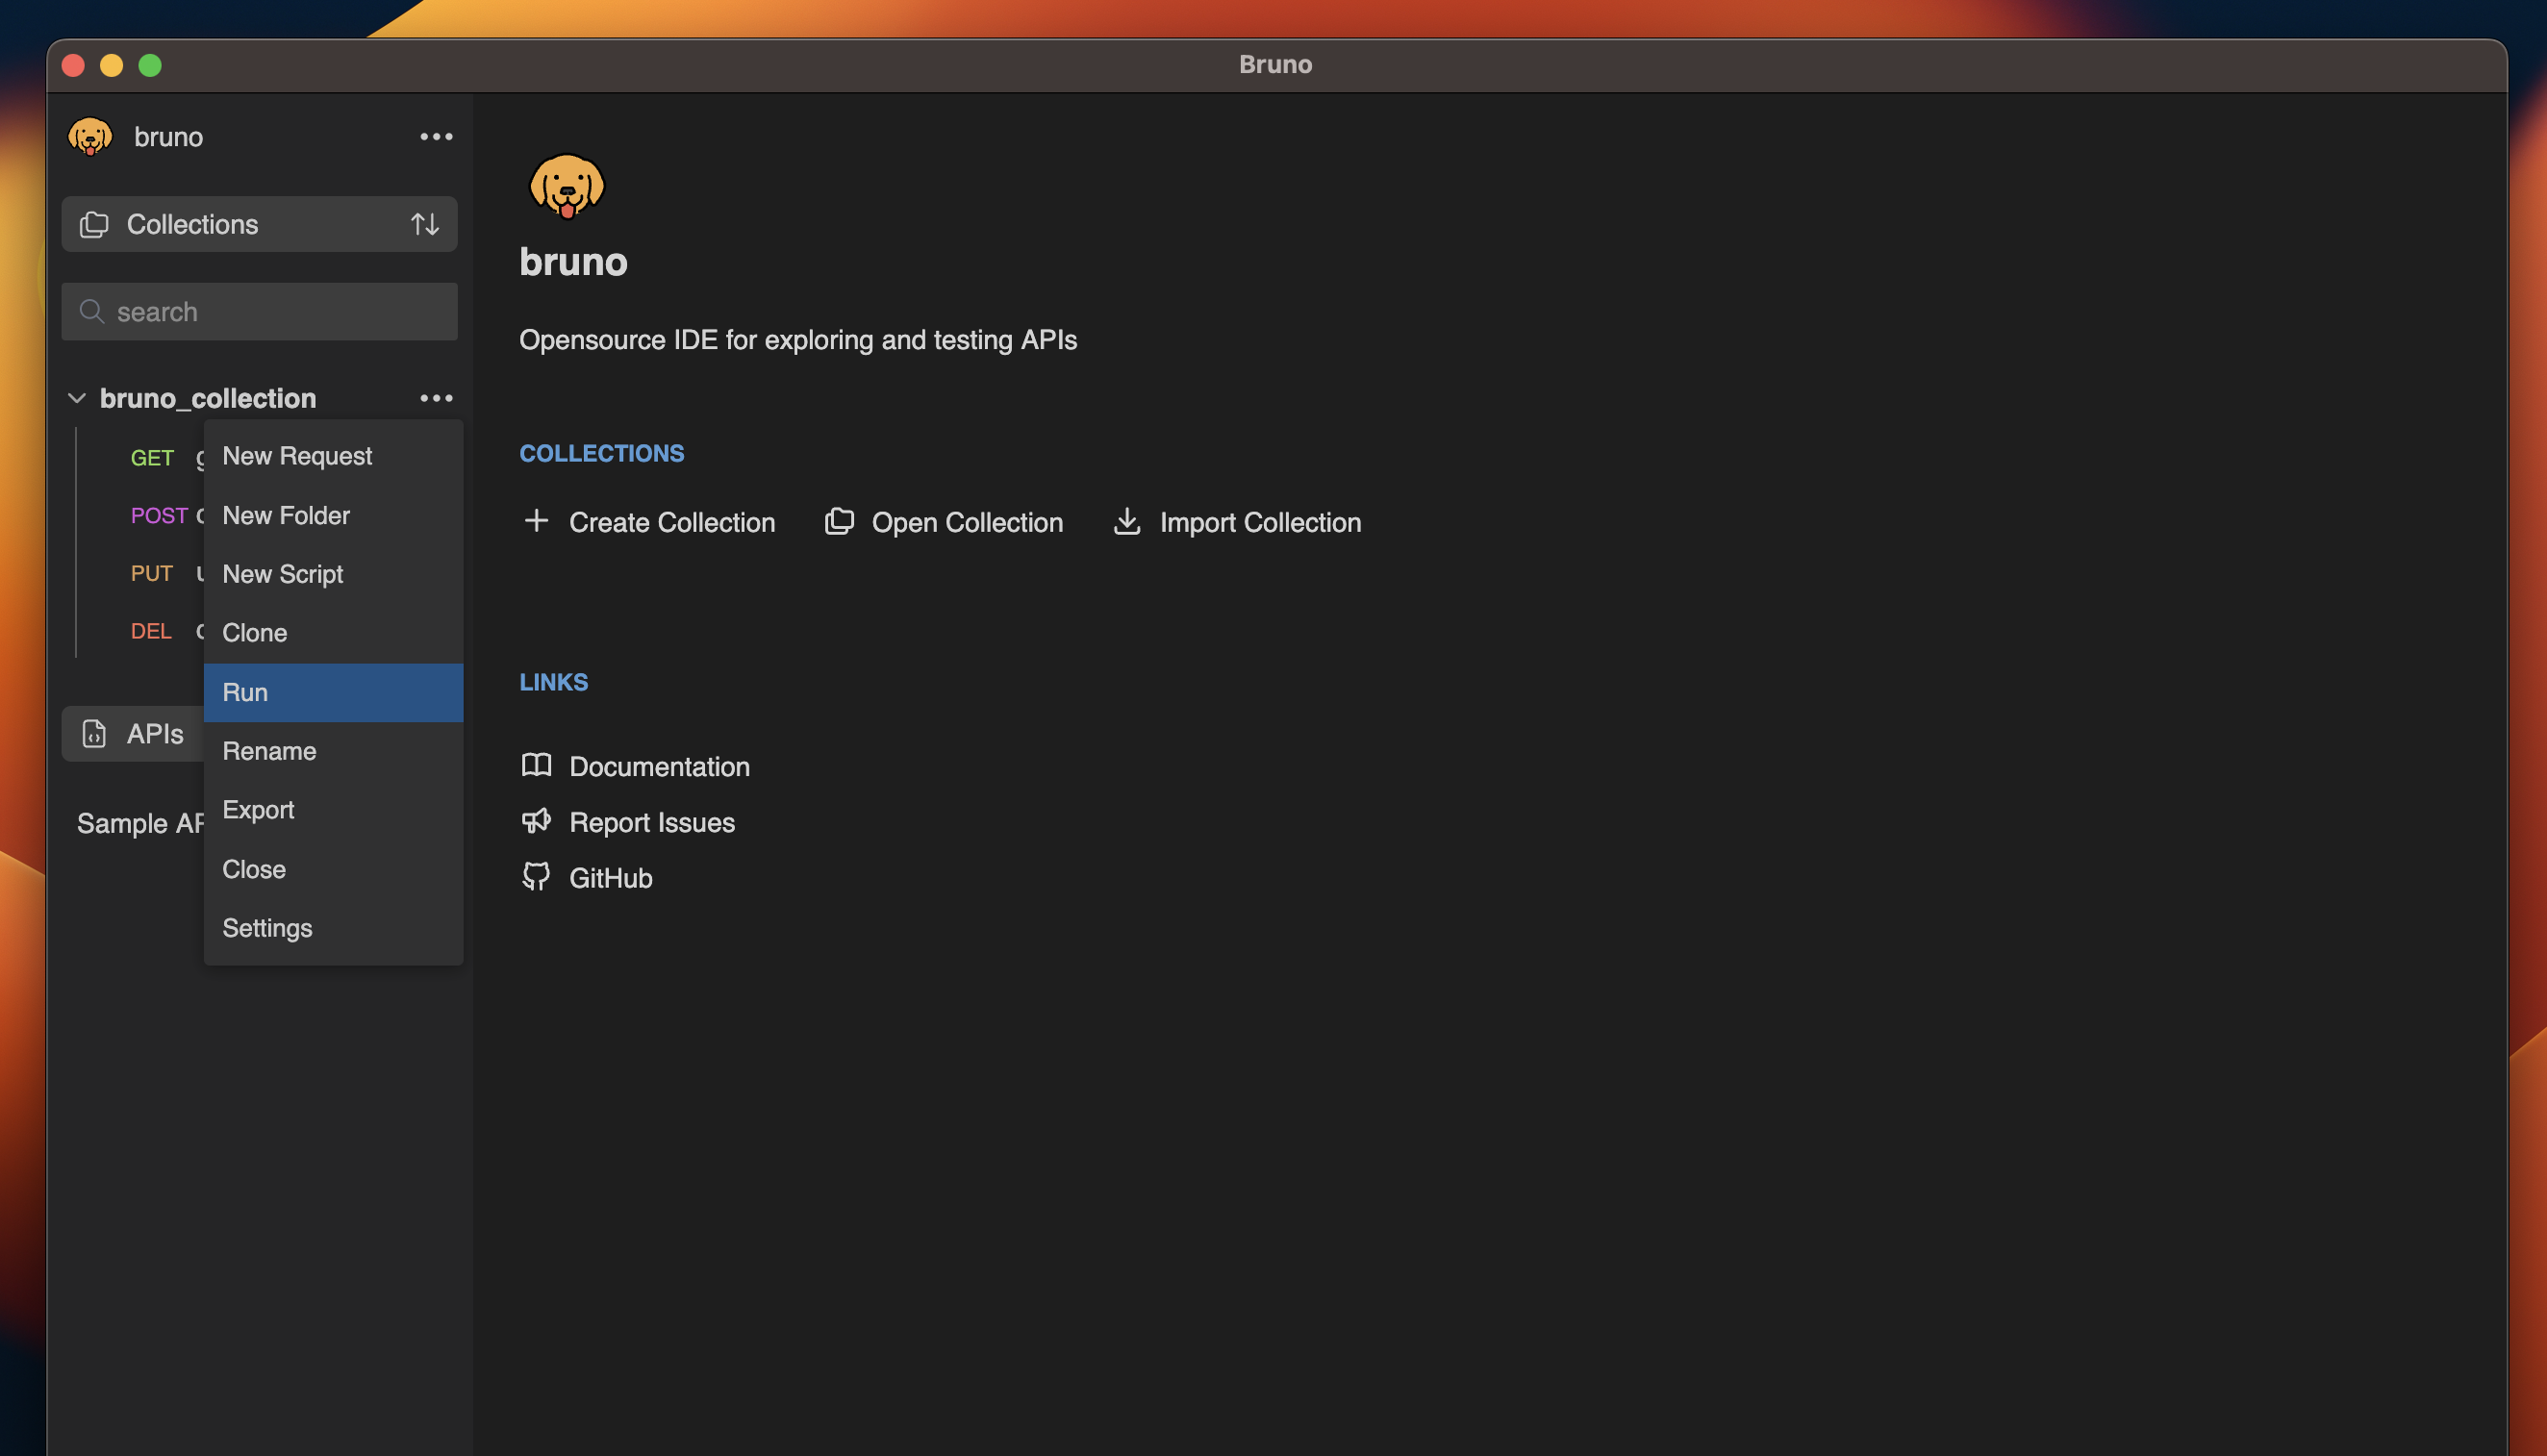 Bruno
bruno
Collections
search
bruno_collection
GET g
POST
PUT
DEL
New Request
New Folder
New Script
Clone
Run
Rename
Export
Close
Settings
APIs
Sample
bruno
Opensource IDE for exploring and testing APIs
COLLECTIONS
Create Collection Open Collection Import Collection
LINKS
Documentation
Report Issues
GitHub